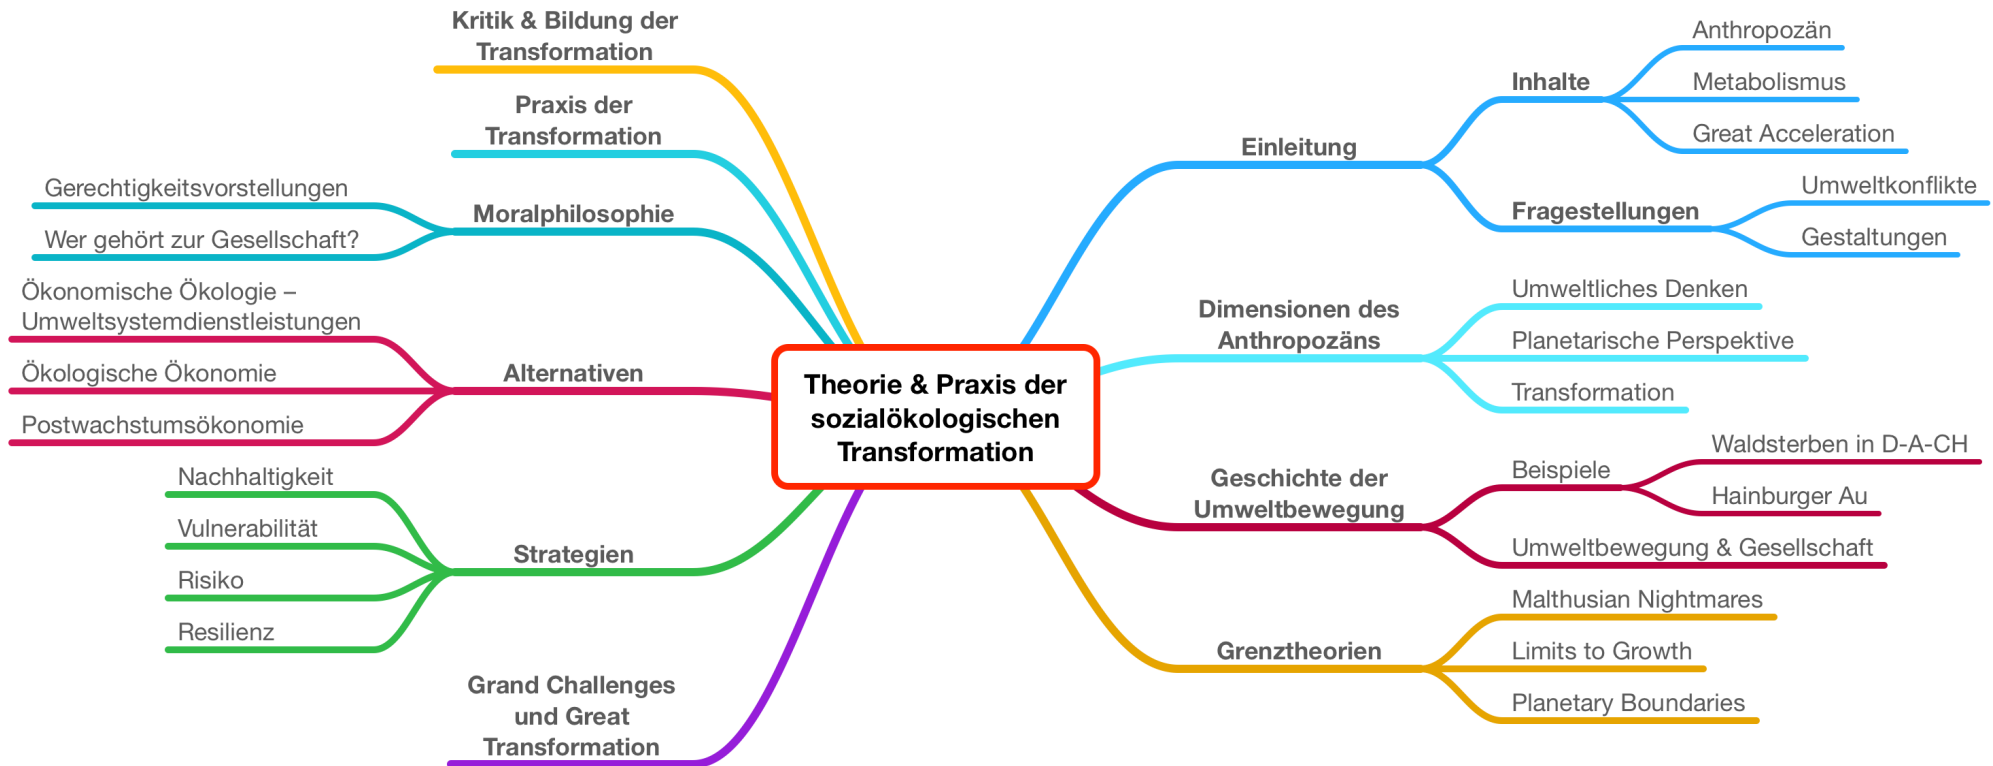 Theorie & Praxis der
sozialökologischen
Transformation
Einleitung
Inhalte
Anthropozän
Metabolismus
Great Acceleration
Fragestellungen
Umweltkonflikte
Gestaltungen
Dimensionen des
Anthropozäns
Umweltliches Denken
Planetarische Perspektive
Transformation
Geschichte der
Umweltbewegung
Beispiele
Waldsterben in D-A-CH
Hainburger Au
Umweltbewegung & Gesellschaft
Grenztheorien
Malthusian Nightmares
Limits to Growth
Planetary Boundaries
Grand Challenges
und Great
Transformation
Strategien
Nachhaltigkeit
Vulnerabilität
Risiko
Resilienz
Alternativen
Ökonomische Ökologie –
Umweltsystemdienstleistungen
Ökologische Ökonomie
Postwachstumsökonomie
Moralphilosophie
Gerechtigkeitsvorstellungen
Wer gehört zur Gesellschaft?
Praxis der
Transformation
Kritik & Bildung der
Transformation